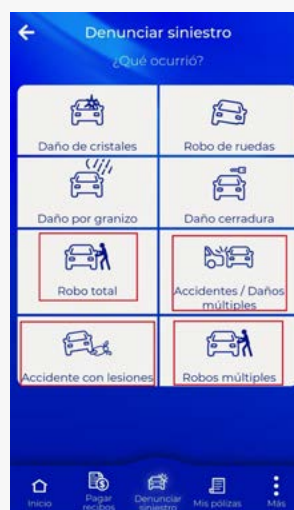 Denunciar siniestro
¿Qué ocurrió?
Daño de cristales
Robo de ruedas
Daño por granizo
Daño cerradura
Robo total
Accidentes / Daños
múltiples
Accidente con lesiones
Robos múltiples
Inicio
Pagar
recibos
Denunciar
siniestro
Mis pólizas
Más